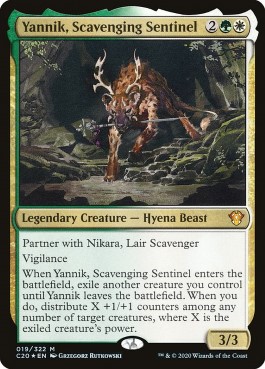 Yannik, Scavenging Sentinel 2
Legendary Creature — Hyena Beast
Partner with Nikara, Lair Scavenger
Vigilance
When Yannik, Scavenging Sentinel enters the
battlefield, exile another creature you control
until Yannik leaves the battlefield. When you
do, distribute X +1/+1 counters among any
number of target creatures, where X is the
exiled creature's power.
3/3
019/322 M
C20 ★ EN GRZEGORZ RUTKOWSKI
™ & © 2020 Wizards of the Coast